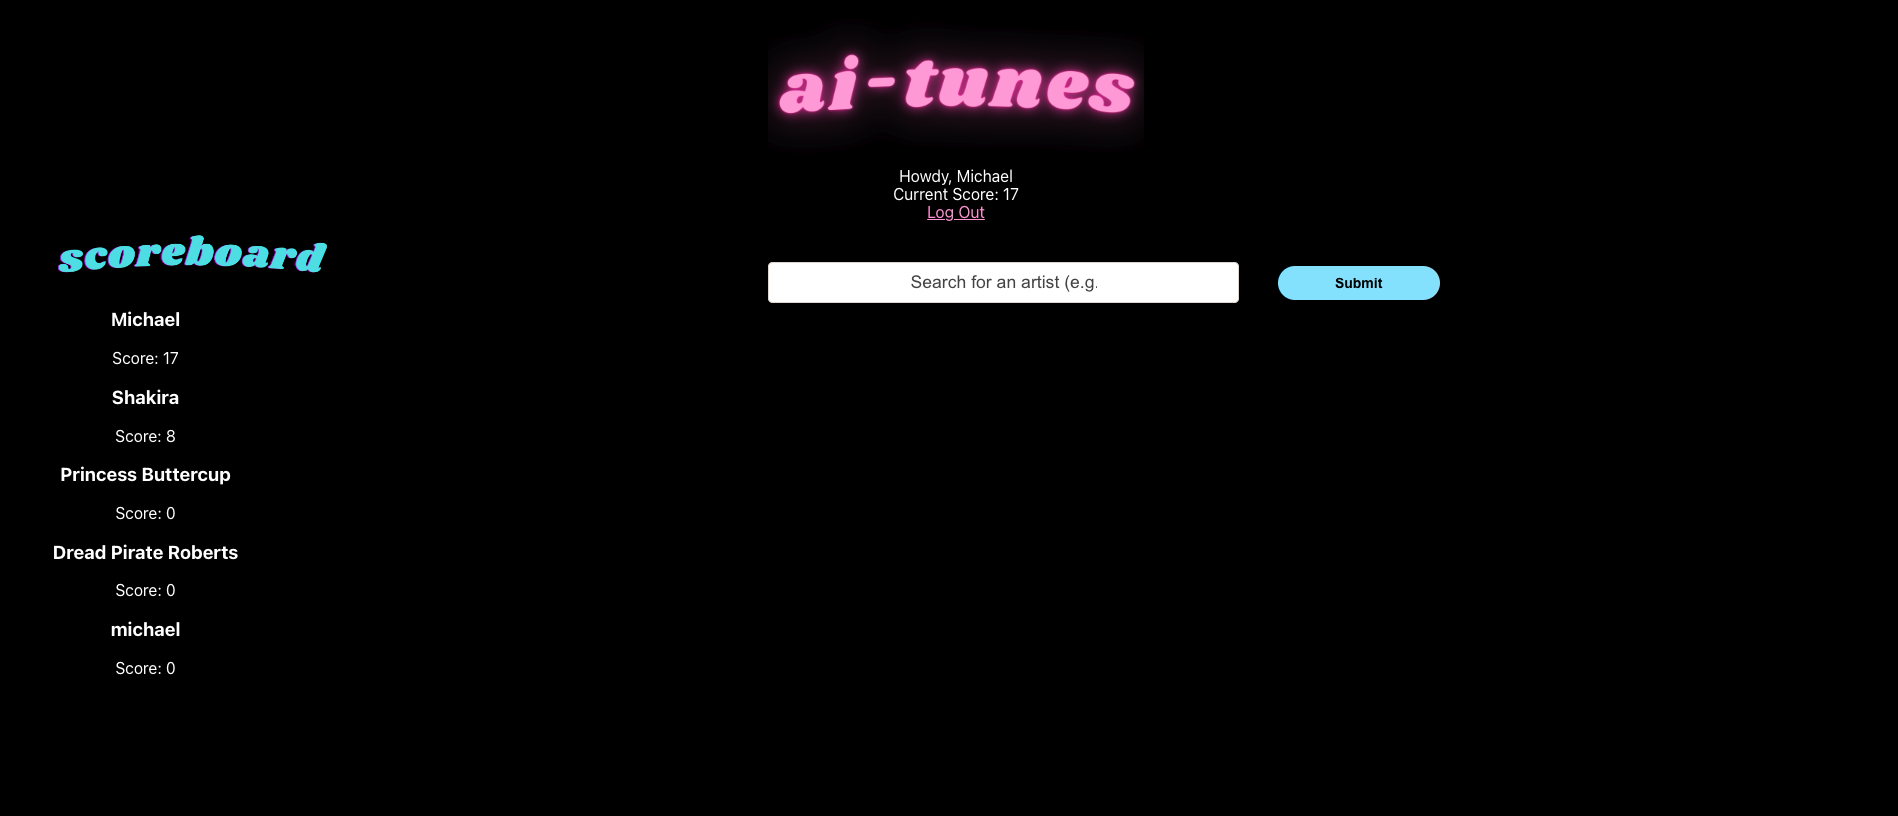 ai-tunes
Howdy, Michael
Current Score: 17
Log Out
Search for an artist (e.g.
Submit
scoreboard
Michael
Score: 17
Shakira
Score: 8
Princess Buttercup
Score: 0
Dread Pirate Roberts
Score: 0
michael
Score: 0